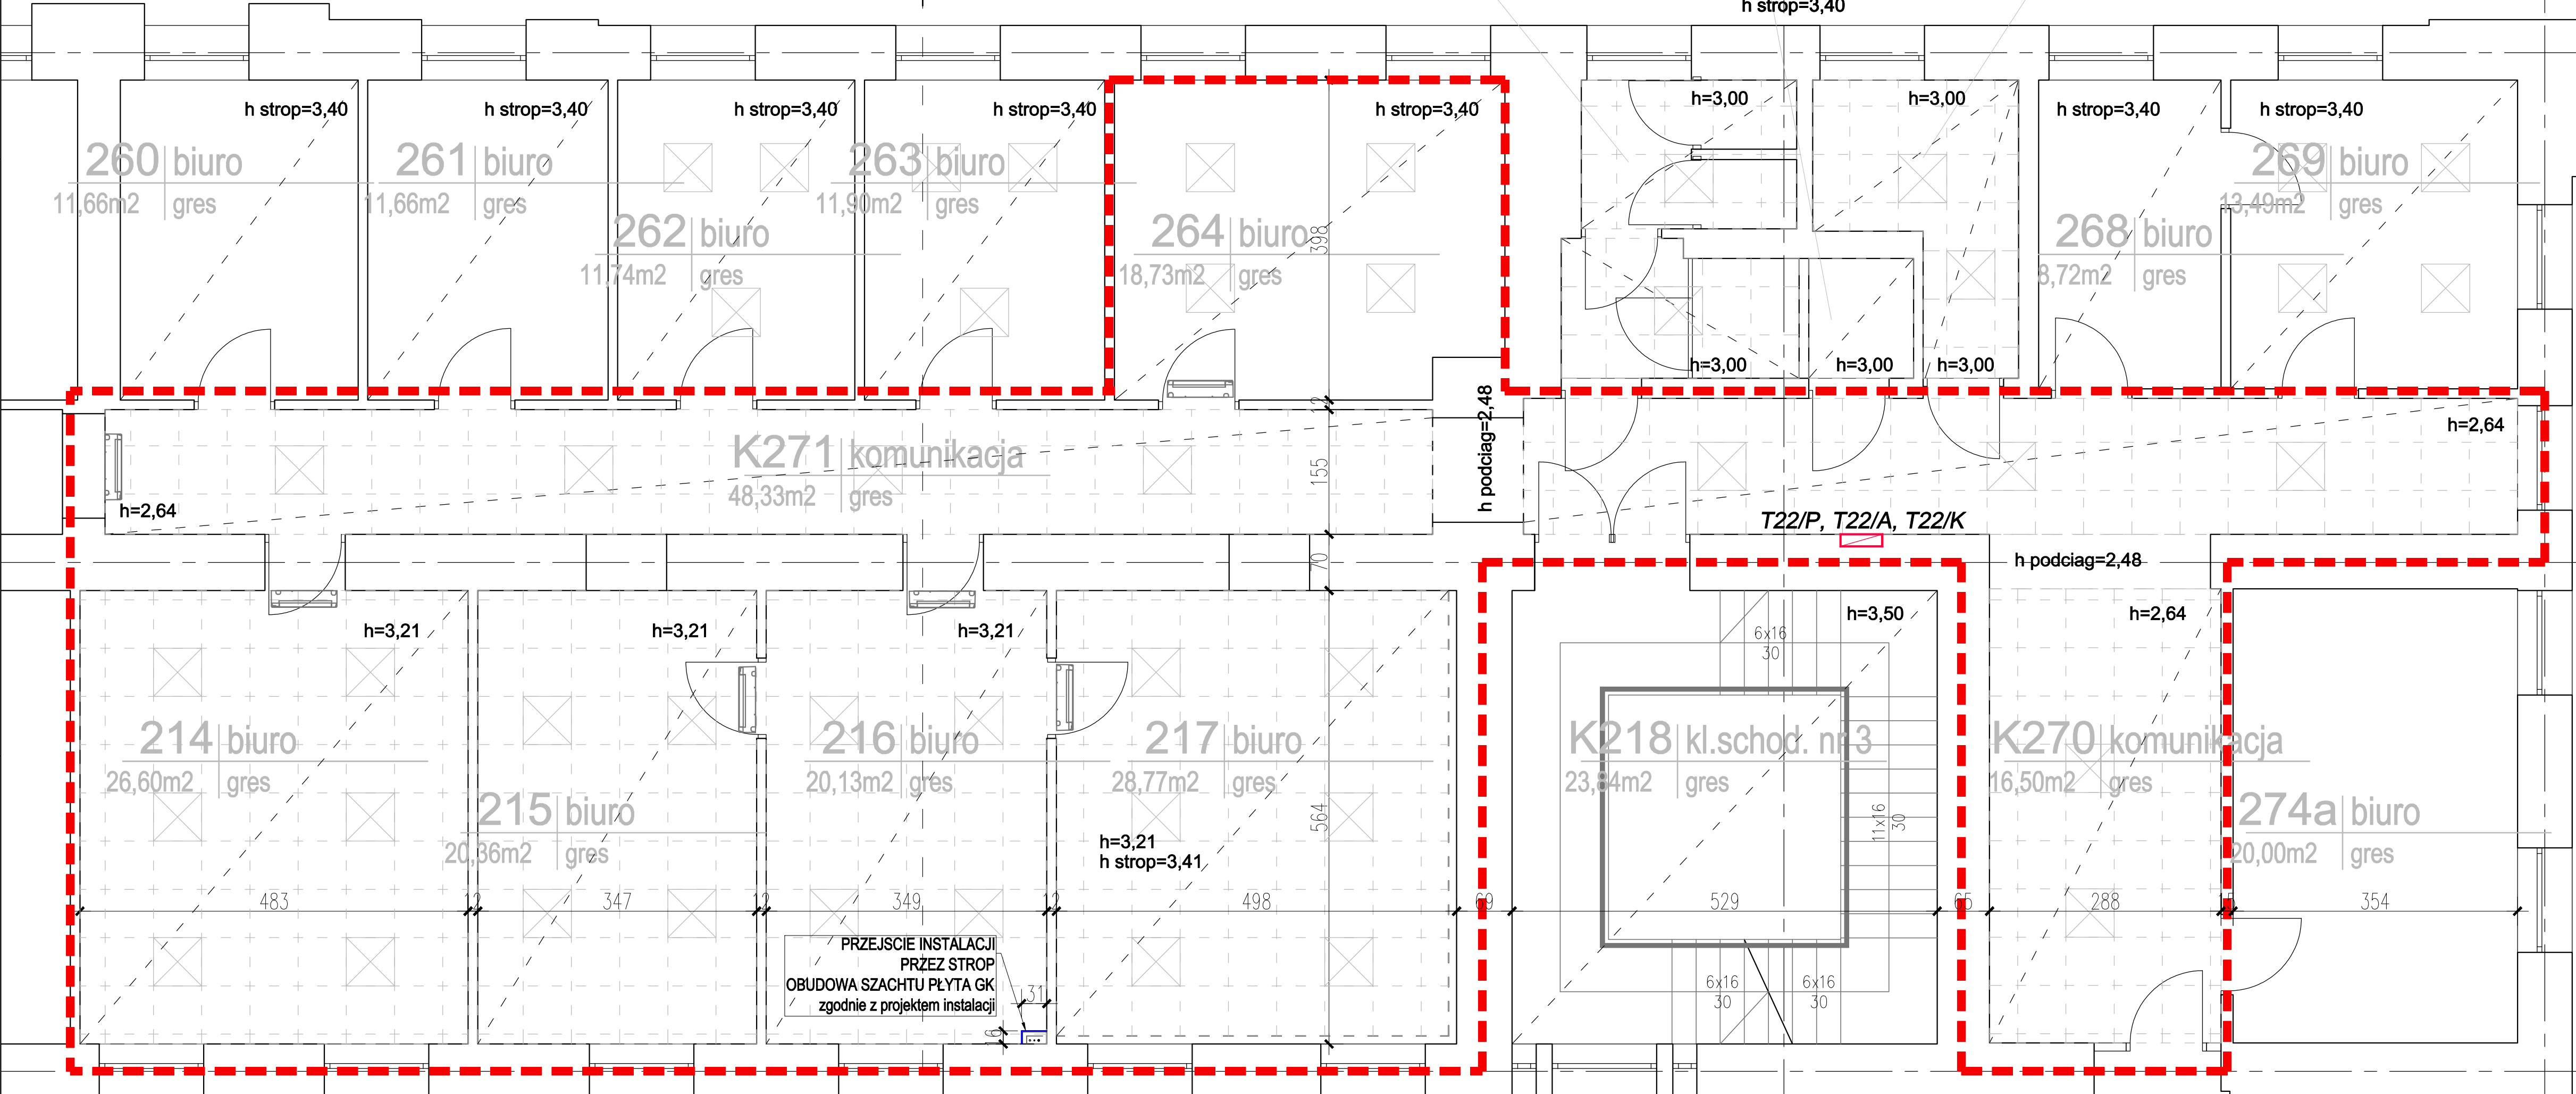 h strop=3,40
h strop=3,40
h strop=3,40
h strop=3,40
h strop=3,40
h strop=3,40
h=3,00
h=3,00
h strop=3,40
h strop=3,40
260 biuro
11,66m2 gres
261 biuro
11,66m2 gres
262 biuro
11,74m2 gres
263 biuro
11,90m2 gres
264 biuro
18,73m2 gres
398
268 biuro
8,72m2 gres
269 biuro
13,49m2 gres
h=3,00
h=3,00
h=3,00
12
h podciag=2,48
h=2,64
K271 komunikacja
48,33m2 gres
155
h=2,64
T22/P, T22/A, T22/K
70
h podciag=2,48
h=3,21
h=3,21
h=3,21
h=3,50
h=2,64
6x16
30
214 biuro
26,60m2 gres
215 biuro
20,36m2 gres
216 biuro
20,13m2 gres
217 biuro
28,77m2 gres
564
h=3,21
h strop=3,41
K218 kl.schod. nr 3
23,84m2 gres
11x16
30
K270 komunikacja
16,50m2 gres
274a biuro
20,00m2 gres
483
347
349
498
69
529
65
288
354
PRZEJSCIE INSTALACJI
PRZEZ STROP
OBUDOWA SZACHTU PŁYTA GK
zgodnie z projektem instalacji
31
6x16
30
6x16
30